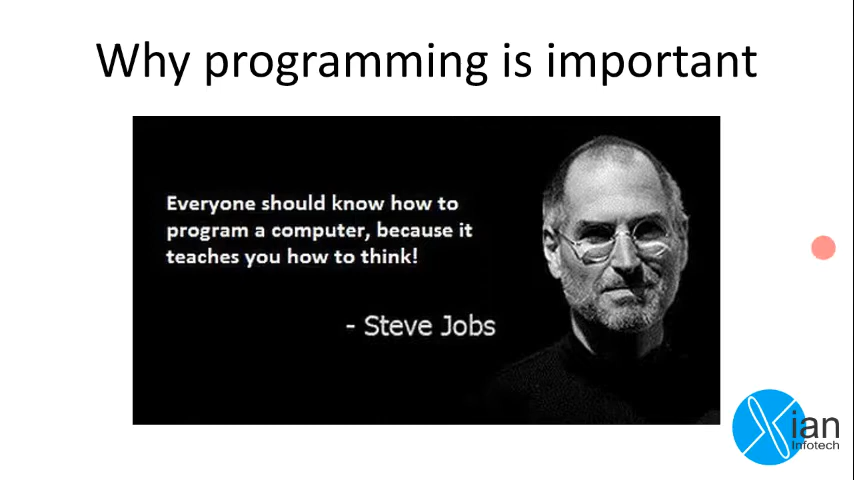 Why programming is important
Everyone should know how to
program a computer, because it
teaches you how to think!
- Steve Jobs
Xian
Infotech